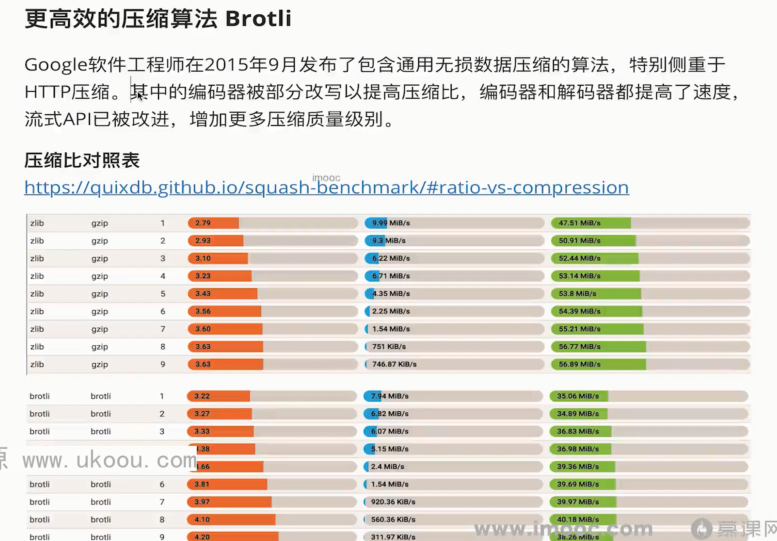 更高效的压缩算法 Brotli
Google软件工程师在2015年9月发布了包含通用无损数据压缩的算法，特别侧重于
HTTP压缩。其中的编码器被部分改写以提高压缩比，编码器和解码器都提高了速度，
流式API已被改进，增加更多压缩质量级别。
压缩比对照表
imooc
https://quixdb.github.io/squash-benchmark/#ratio-vs-compression
zlib gzip 1 2.79 9.99 MiB/s 47.51 MiB/s
zlib gzip 2 2.93 9.3 MiB/s 50.91 MiB/s
zlib gzip 3 3.10 6.22 MiB/s 52.44 MiB/s
zlib gzip 4 3.23 6.71 MiB/s 53.14 MiB/s
zlib gzip 5 3.43 4.35 MiB/s 53.8 MiB/s
zlib gzip 6 3.56 2.25 MiB/s 54.39 MiB/s
zlib gzip 7 3.60 1.54 MiB/s 55.21 MiB/s
zlib gzip 8 3.63 751 KiB/s 56.77 MiB/s
zlib gzip 9 3.63 746.87 KiB/s 56.89 MiB/s
brotli brotli 1 3.22 7.94 MiB/s 35.06 MiB/s
brotli brotli 2 3.27 6.82 MiB/s 34.89 MiB/s
brotli brotli 3 3.33 6.07 MiB/s 36.83 MiB/s
.38 5.15 MiB/s 36.98 MiB/s
源 www.ukoou.com
.66 2.4 MiB/s 39.36 MiB/s
brotli brotli 6 3.81 1.54 MiB/s 39.69 MiB/s
brotli brotli 7 3.97 920.36 KiB/s 39.97 MiB/s
brotli brotli 8 4.10 560.36 KiB/s 40.18 MiB/s
www.imooc.com 慕课网
brotli brotli 9 4.20 311.97 KiB/s